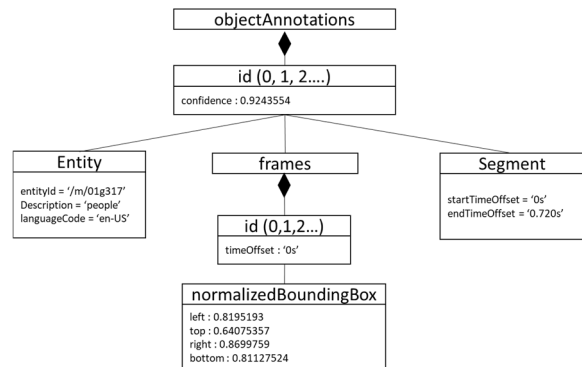 objectAnnotations
id (0, 1, 2....)
confidence : 0.9243554
Entity
entityId = ‘/m/01g317’
Description = ‘people’
languageCode = ‘en-US’
frames
Segment
startTimeOffset = ‘0s’
endTimeOffset = ‘0.720s’
id (0,1,2...)
timeOffset : ‘0s’
normalizedBoundingBox
left : 0.8195193
top : 0.64075357
right : 0.8699759
bottom : 0.81127524